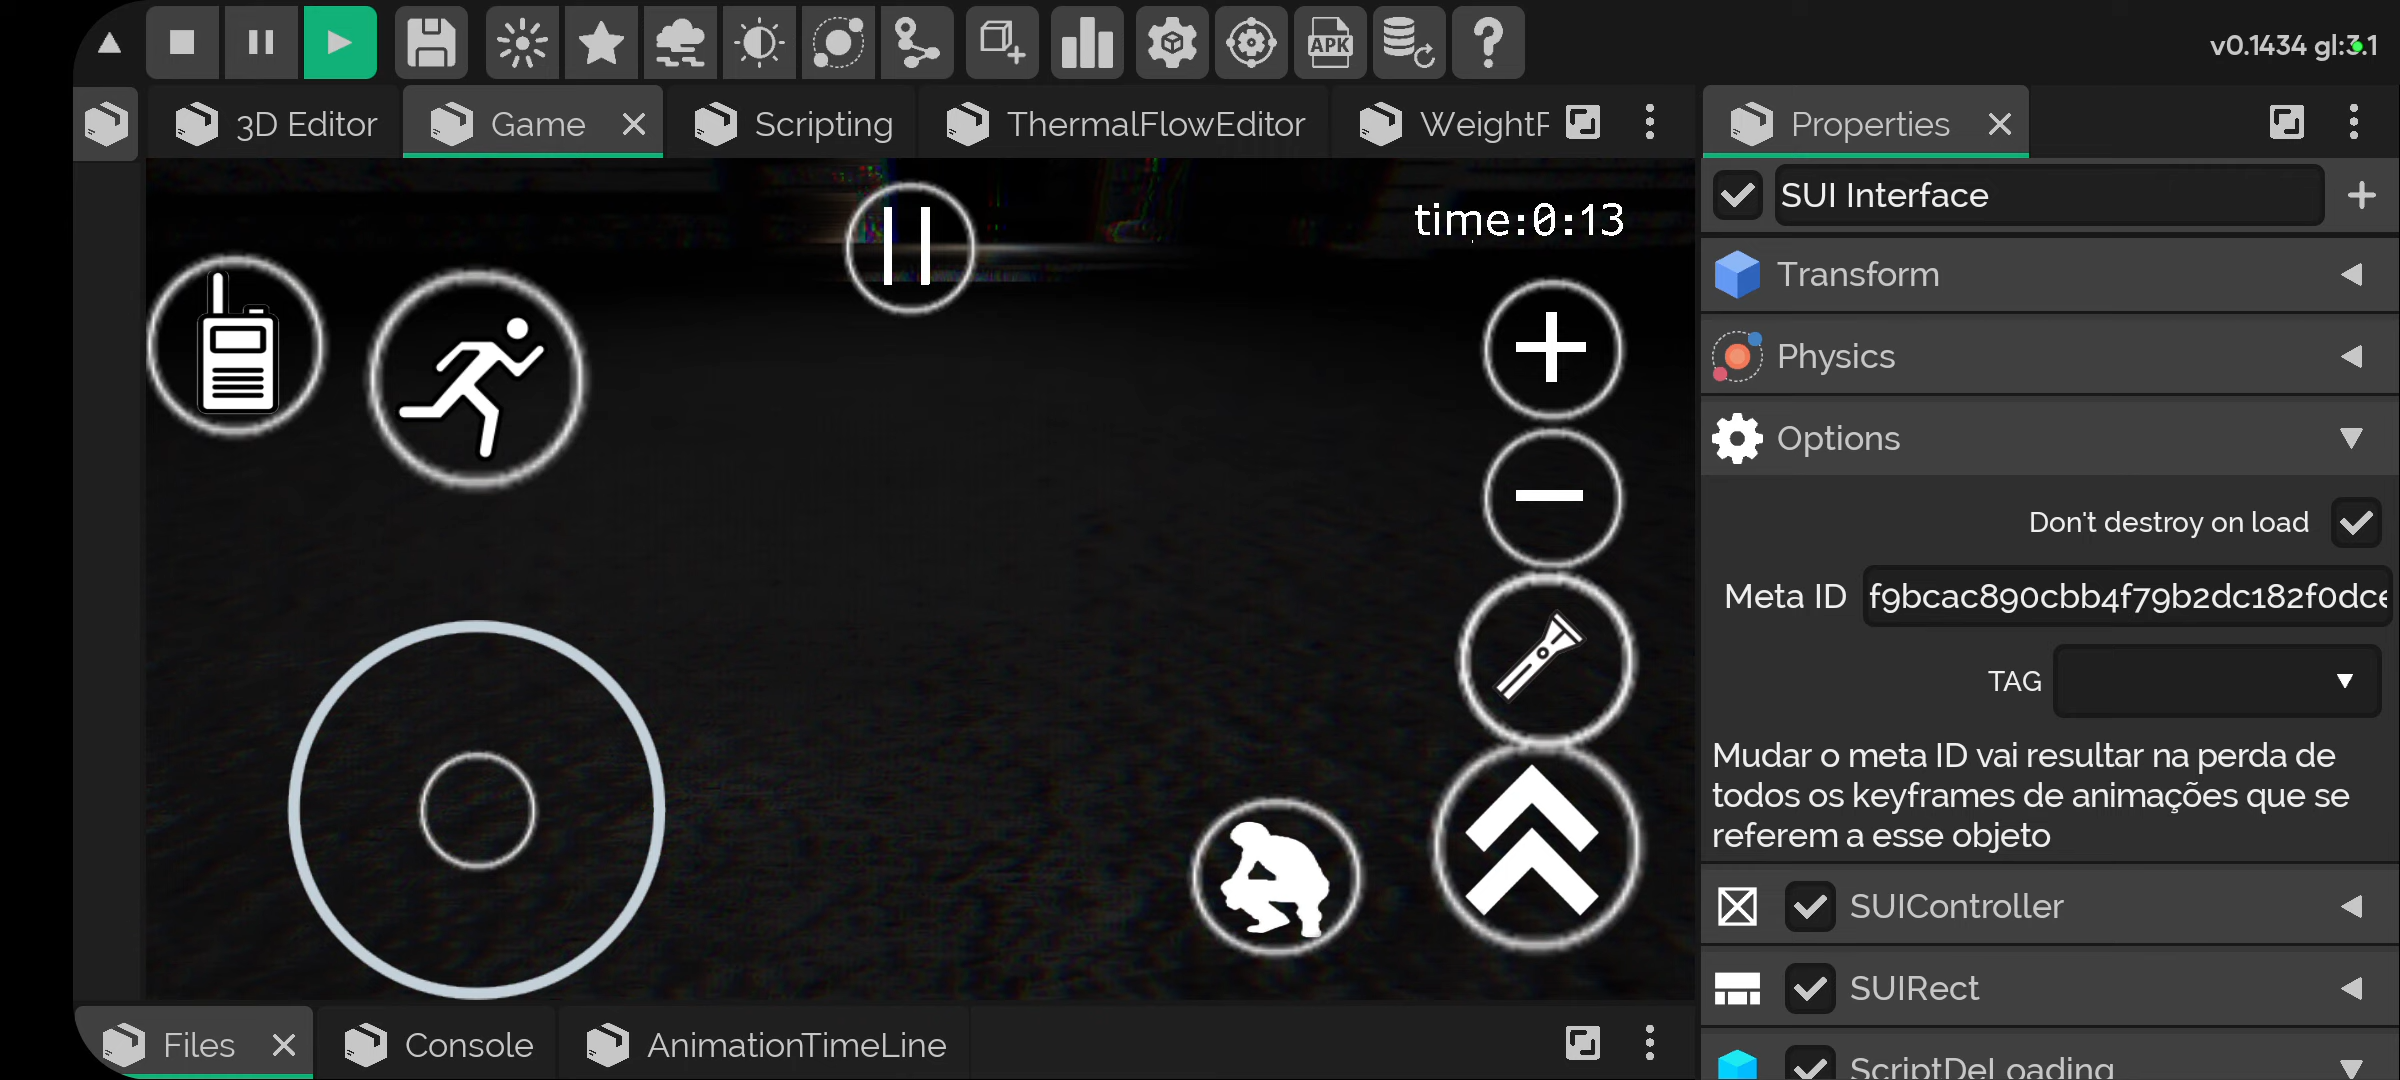 APK
v0.1434 gl:3.1
3D Editor
Game
Scripting
ThermalFlowEditor
Properties
time:0:13
SUI Interface
Transform
Physics
Options
Don't destroy on load
Meta ID
f9bcac890cbb4f79b2dc182f0dce
TAG
Mudar o meta ID vai resultar na perda de
todos os keyframes de animações que se
referem a esse objeto
SUIController
SUIRect
ScriptDeLoading
Files
Console
AnimationTimeLine